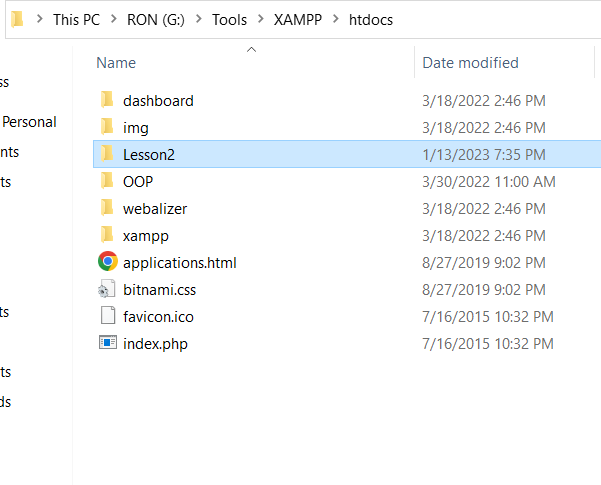 This PC > RON (G:) > Tools > XAMPP > htdocs
Name Date modified
dashboard 3/18/2022 2:46 PM
img 3/18/2022 2:46 PM
ss
Lesson2 1/13/2023 7:35 PM
Personal
OOP 3/30/2022 11:00 AM
nts
webalizer 3/18/2022 2:46 PM
ts
xampp 3/18/2022 2:46 PM
applications.html 8/27/2019 9:02 PM
bitnami.css 8/27/2019 9:02 PM
favicon.ico 7/16/2015 10:32 PM
ts
index.php 7/16/2015 10:32 PM
ts
ds